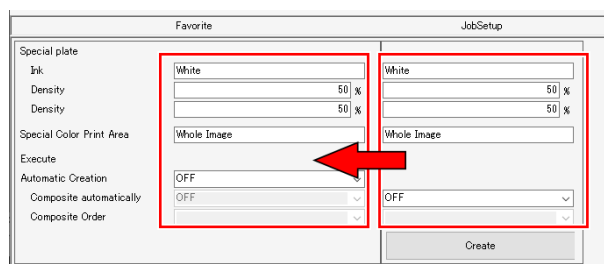 Favorite JobSetup
Special plate
Ink White White
Density 50 % 50 %
Density 50 % 50 %
Special Color Print Area Whole Image Whole Image
Execute
Automatic Creation OFF
Composite automatically OFF OFF
Composite Order
Create